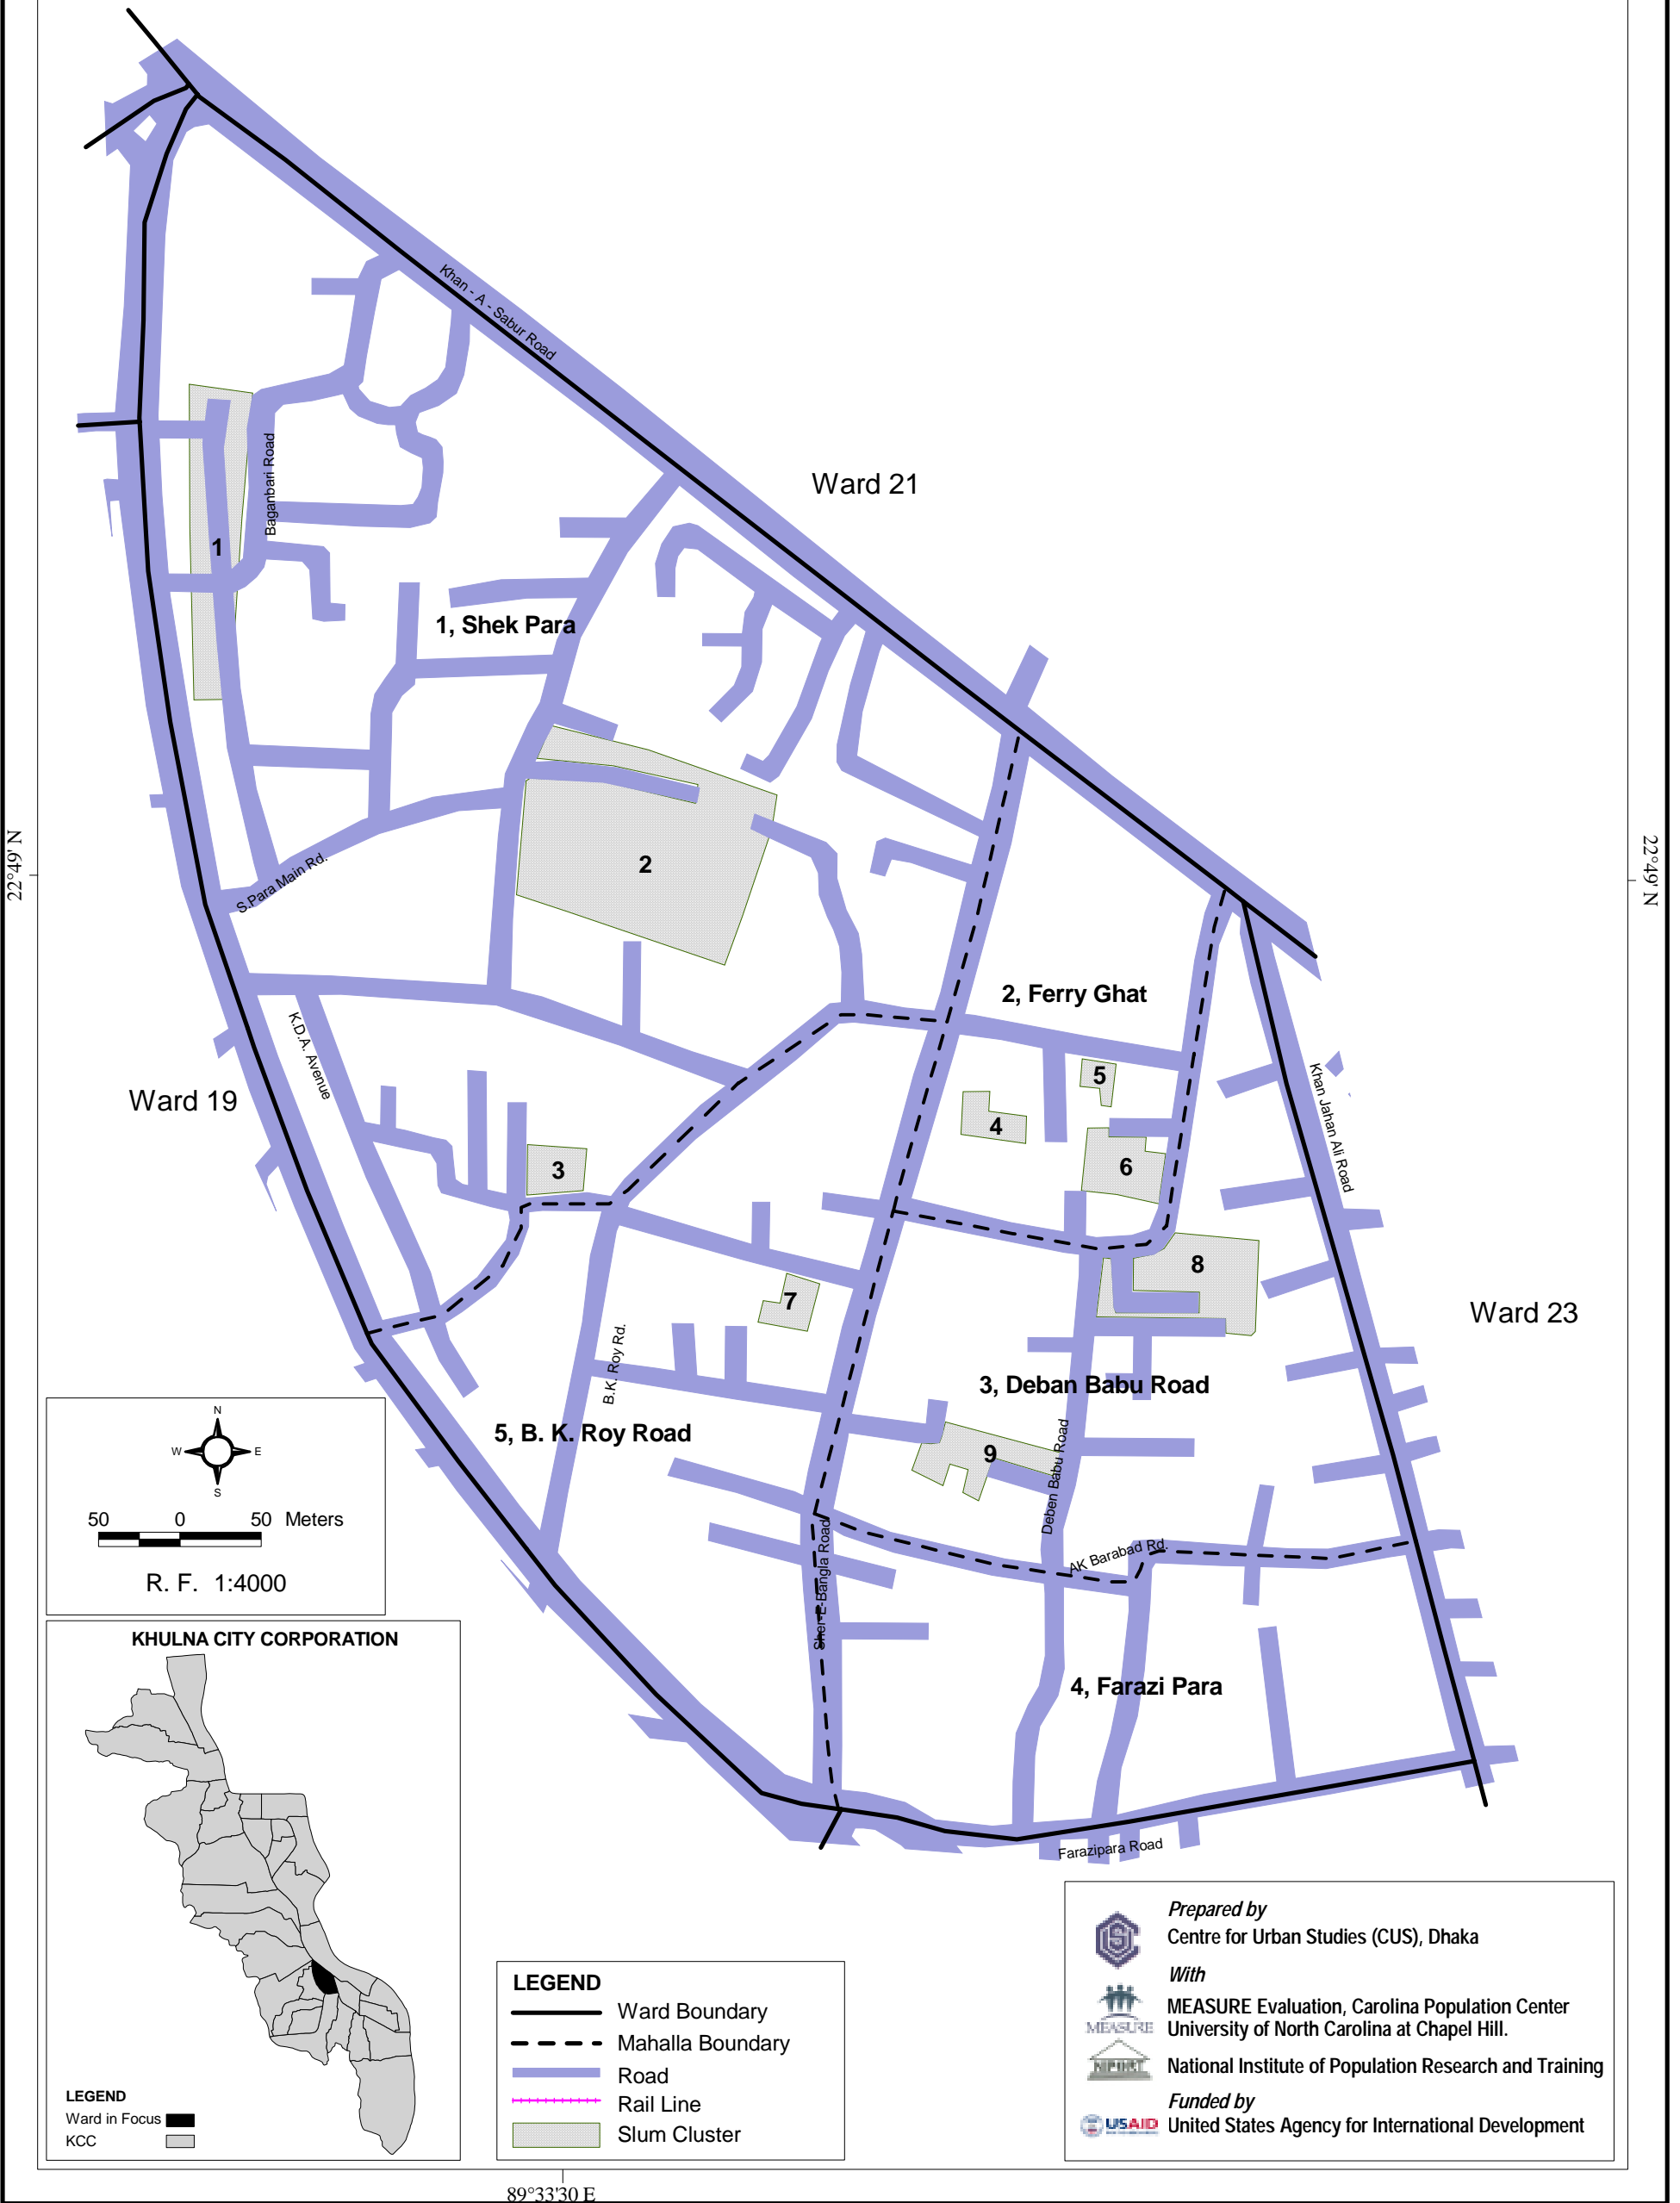 Khan - A - Sabur Road
Ward 21
Baganbari Road
1
1, Shek Para
2
S.Para Main Rd.
22°49' N
22°49' N
2, Ferry Ghat
K.D.A. Avenue
Ward 19
Khan Jahan Ali Road
5
4
3
6
8
7
Ward 23
B.K. Roy Rd.
3, Deban Babu Road
5, B. K. Roy Road
9
Deben Babu Road
Sher-E-Bangla Road
AK Barabad Rd.
4, Farazi Para
Farazipara Road
N
W E
S
50 0 50 Meters
R. F. 1:4000
KHULNA CITY CORPORATION
LEGEND
Ward in Focus
KCC
LEGEND
Ward Boundary
Mahalla Boundary
Road
Rail Line
Slum Cluster
Prepared by
Centre for Urban Studies (CUS), Dhaka
With
MEASURE Evaluation, Carolina Population Center
MEASURE
University of North Carolina at Chapel Hill.
NIPORT
National Institute of Population Research and Training
Funded by
USAID
United States Agency for International Development
89°33'30 E